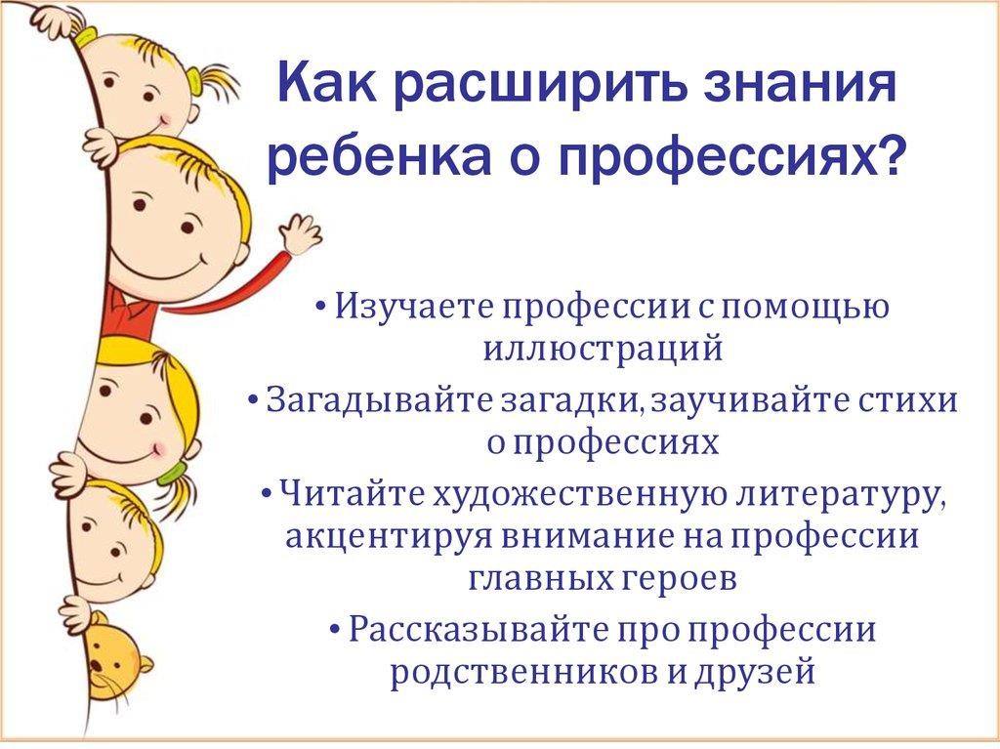 Как расширить знания
ребенка о профессиях?
• Изучаете профессии с помощью
иллюстраций
• Загадывайте загадки, заучивайте стихи
о профессиях
• Читайте художественную литературу,
акцентируя внимание на профессии
главных героев
• Рассказывайте про профессии
родственников и друзей